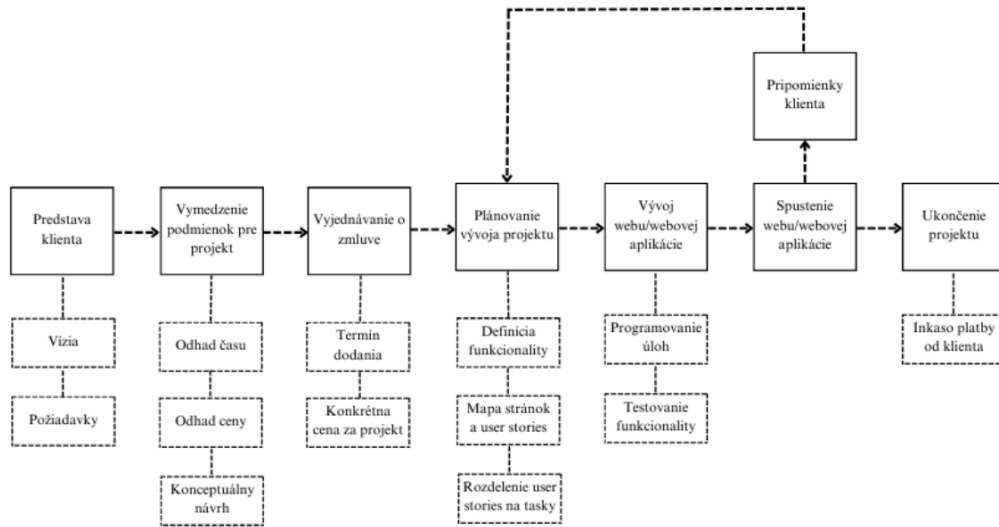 Pripomienky
klienta
Predstava
klienta
Vymedzenie
podmienok pre
projekt
Vyjednávanie o
zmluve
Plánovanie
vývoja projektu
Vývoj
webu/webovej
aplikácie
Spustenie
webu/webovej
aplikácie
Ukončenie
projektu
Vízia
Požiadavky
Odhad času
Odhad ceny
Konceptuálny
návrh
Termín
dodania
Konkrétna
cena za projekt
Definícia
funkcionality
Mapa stránok
a user stories
Rozdelenie user
stories na tasky
Programovanie
úloh
Testovanie
funkcionality
Inkaso platby
od klienta